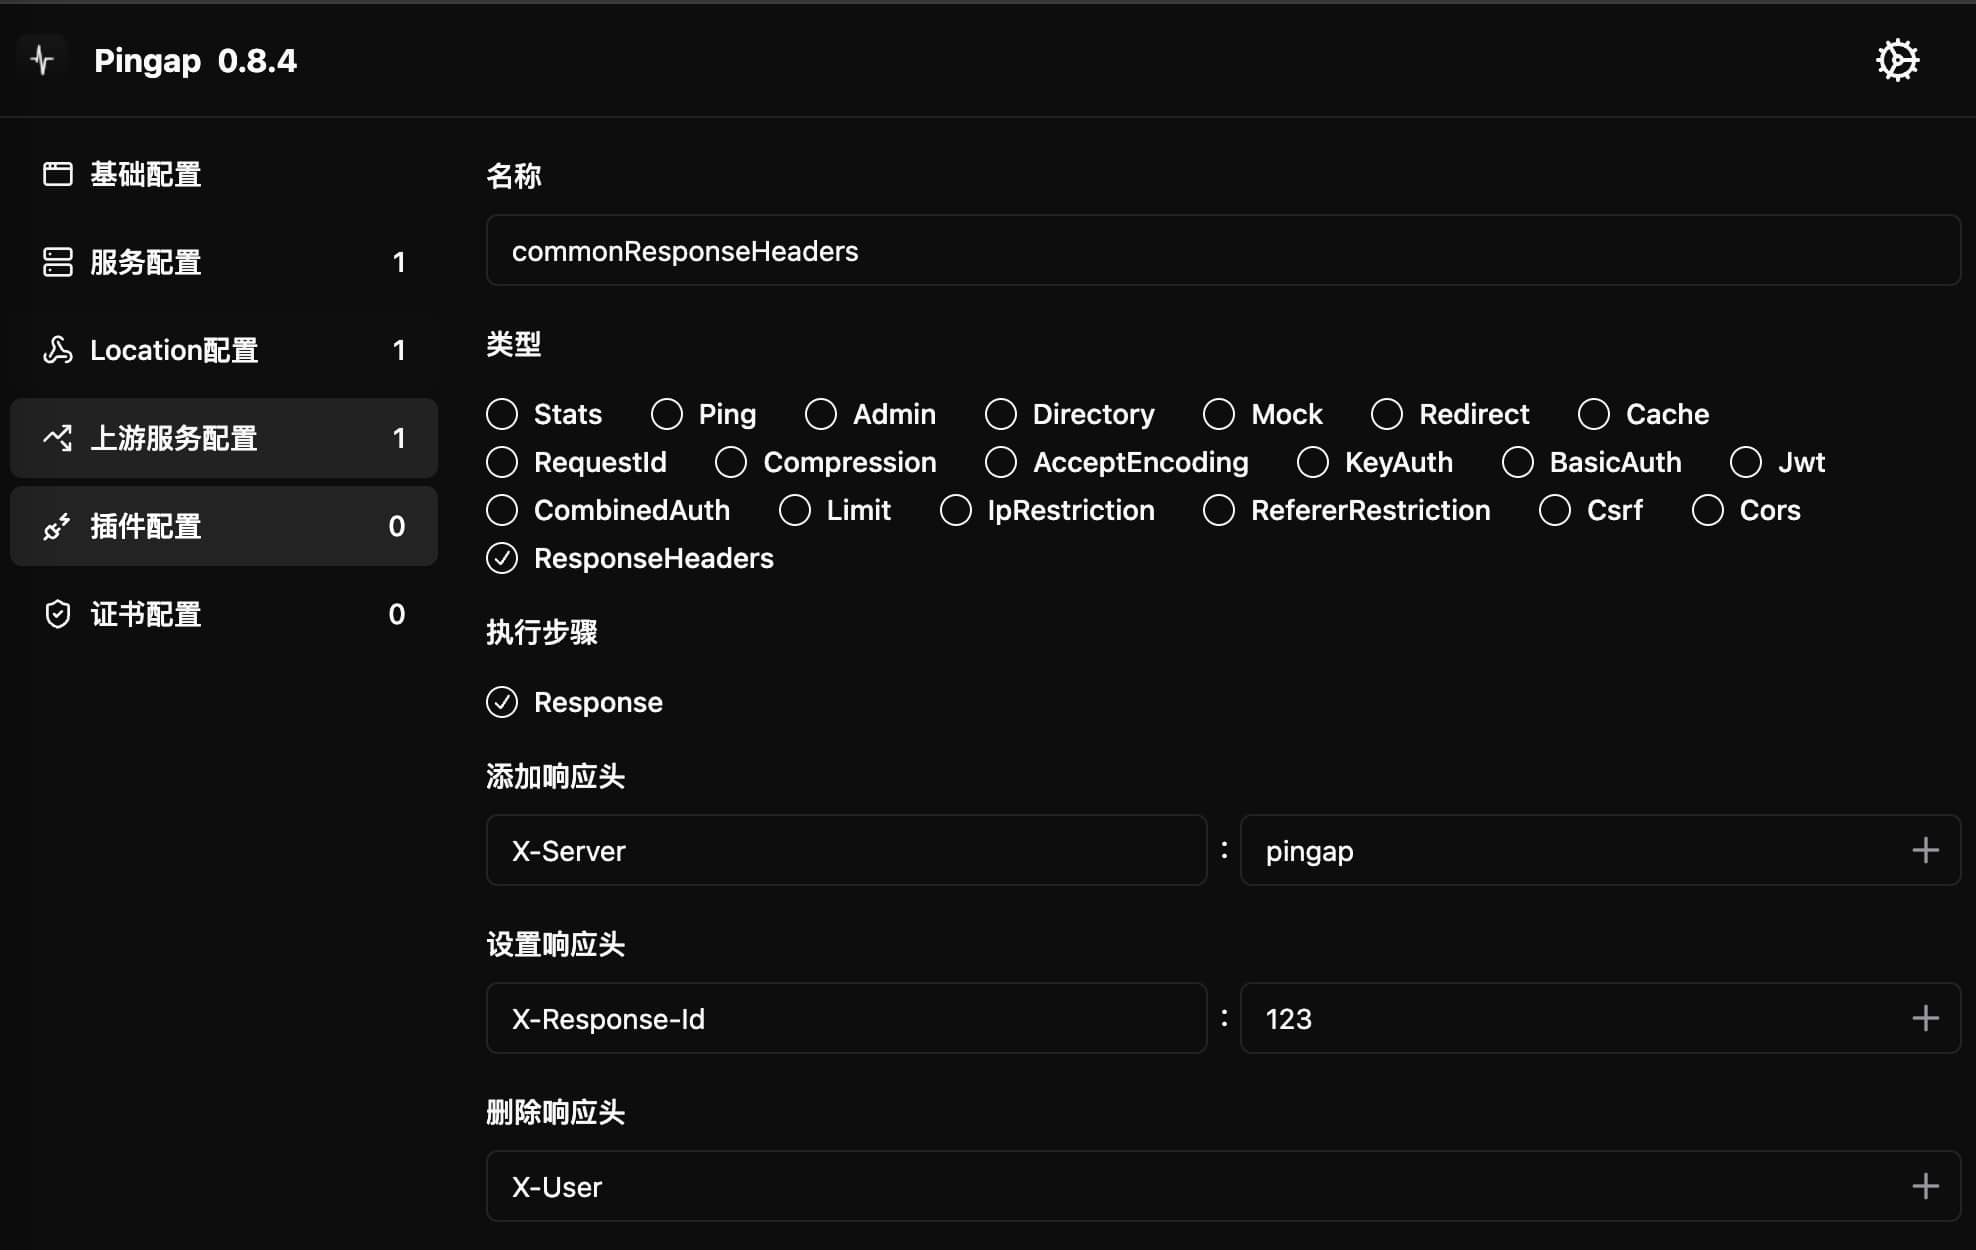 Pingap 0.8.4
基础配置
服务配置 1
Location配置 1
上游服务配置 1
插件配置 0
证书配置 0
名称
commonResponseHeaders
类型
Stats Ping Admin Directory Mock Redirect Cache
RequestId Compression AcceptEncoding KeyAuth BasicAuth Jwt
CombinedAuth Limit IpRestriction RefererRestriction Csrf Cors
ResponseHeaders
执行步骤
Response
添加响应头
X-Server : pingap
设置响应头
X-Response-Id : 123
删除响应头
X-User